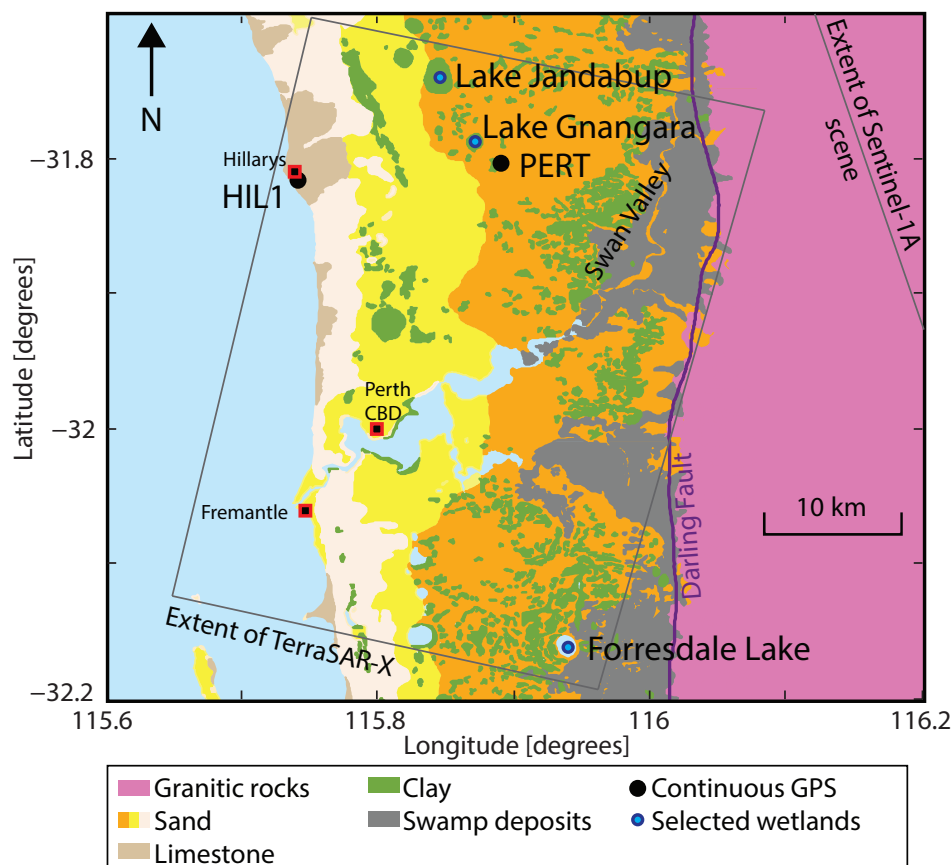 N
Lake Jandabup
Lake Gnangara
PERT
Extent of Sentinel-1A
scene
Hillarys
HIL1
Swan Valley
−31.8
Latitude [degrees]
Perth
CBD
−32
Fremantle
Darling Fault
10 km
Extent of TerraSAR-X
Forresdale Lake
−32.2
115.6
115.8
116
116.2
Longitude [degrees]
Granitic rocks
Clay
Continuous GPS
Sand
Swamp deposits
Selected wetlands
Limestone